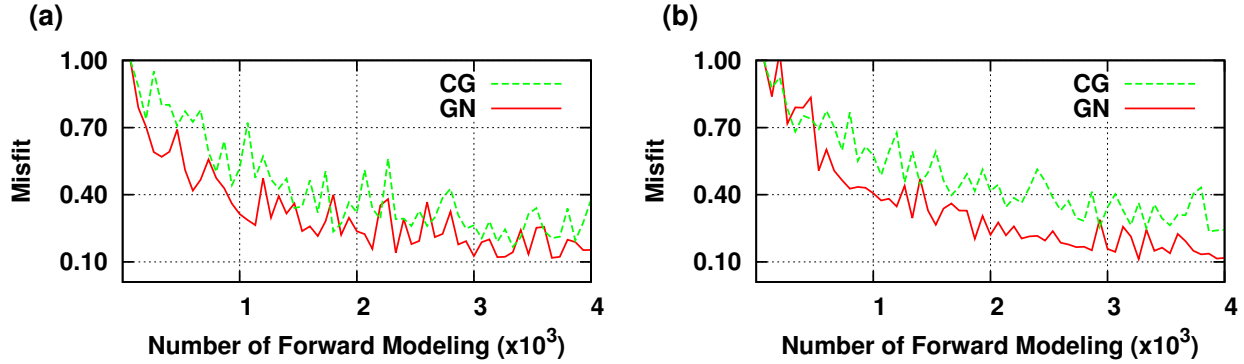 (a)
Misfit
1.00
0.70
0.40
0.10
CG
GN
1
2
3
4
Number of Forward Modeling (x10³)
(b)
Misfit
1.00
0.70
0.40
0.10
CG
GN
1
2
3
4
Number of Forward Modeling (x10³)